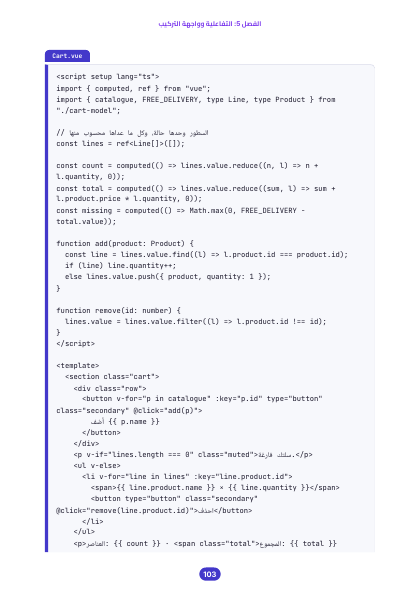 الفصل 5: التفاعلية وواجهة التركيب
Cart.vue
<script setup lang="ts">
import { computed, ref } from "vue";
import { catalogue, FREE_DELIVERY, type Line, type Product } from
"./cart-model";
// السطور وحدها حالة، وكل ما عداها محسوب منها
const lines = ref<Line[]>([]);
const count = computed(() => lines.value.reduce((n, l) => n +
l.quantity, 0));
const total = computed(() => lines.value.reduce((sum, l) => sum +
l.product.price * l.quantity, 0));
const missing = computed(() => Math.max(0, FREE_DELIVERY -
total.value));
function add(product: Product) {
  const line = lines.value.find((l) => l.product.id === product.id);
  if (line) line.quantity++;
  else lines.value.push({ product, quantity: 1 });
}
function remove(id: number) {
  lines.value = lines.value.filter((l) => l.product.id !== id);
}
</script>
<template>
  <section class="cart">
    <div class="row">
      <button v-for="p in catalogue" :key="p.id" type="button"
class="secondary" @click="add(p)">
        أضف {{ p.name }}
      </button>
    </div>
    <p v-if="lines.length === 0" class="muted">سلتك فارغة.</p>
    <ul v-else>
      <li v-for="line in lines" :key="line.product.id">
        <span>{{ line.product.name }} × {{ line.quantity }}</span>
        <button type="button" class="secondary"
@click="remove(line.product.id)">احذف</button>
      </li>
    </ul>
    <p>العناصر: {{ count }} · <span class="total">المجموع: {{ total }}
103